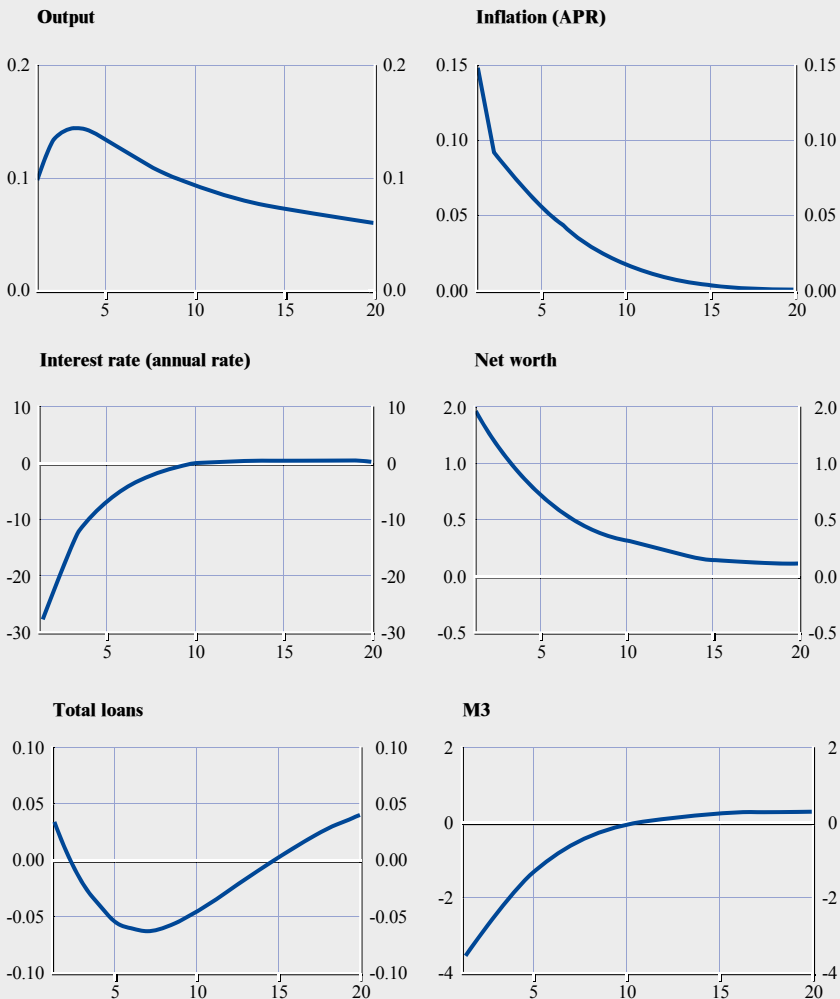 Output
Inflation (APR)
0.2 0.2 0.15 0.15
0.10 0.10
0.1 0.1
0.05 0.05
0.0 0.0 0.00 0.00
5 10 15 20 5 10 15 20
Interest rate (annual rate)
Net worth
10 10 2.0 2.0
0 0 1.0 1.0
-10 -10 0.5 0.5
-20 -20 0.0 0.0
-30 -30 -0.5 -0.5
5 10 15 20 5 10 15 20
Total loans
M3
0.10 0.10 2 2
0.05 0.05
0 0
0.00 0.00
-2 -2
-0.05 -0.05
-0.10 -0.10 -4 -4
5 10 15 20 5 10 15 20